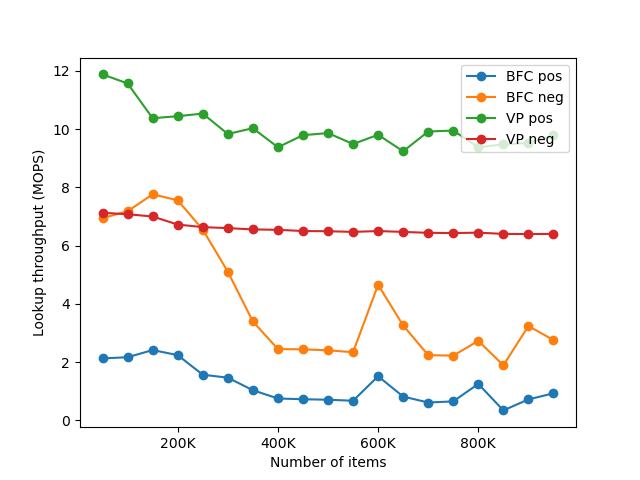 12
10
8
6
4
2
0
Lookup throughput (MOPS)
BFC pos
BFC neg
VP pos
VP neg
200K
400K
600K
800K
Number of items